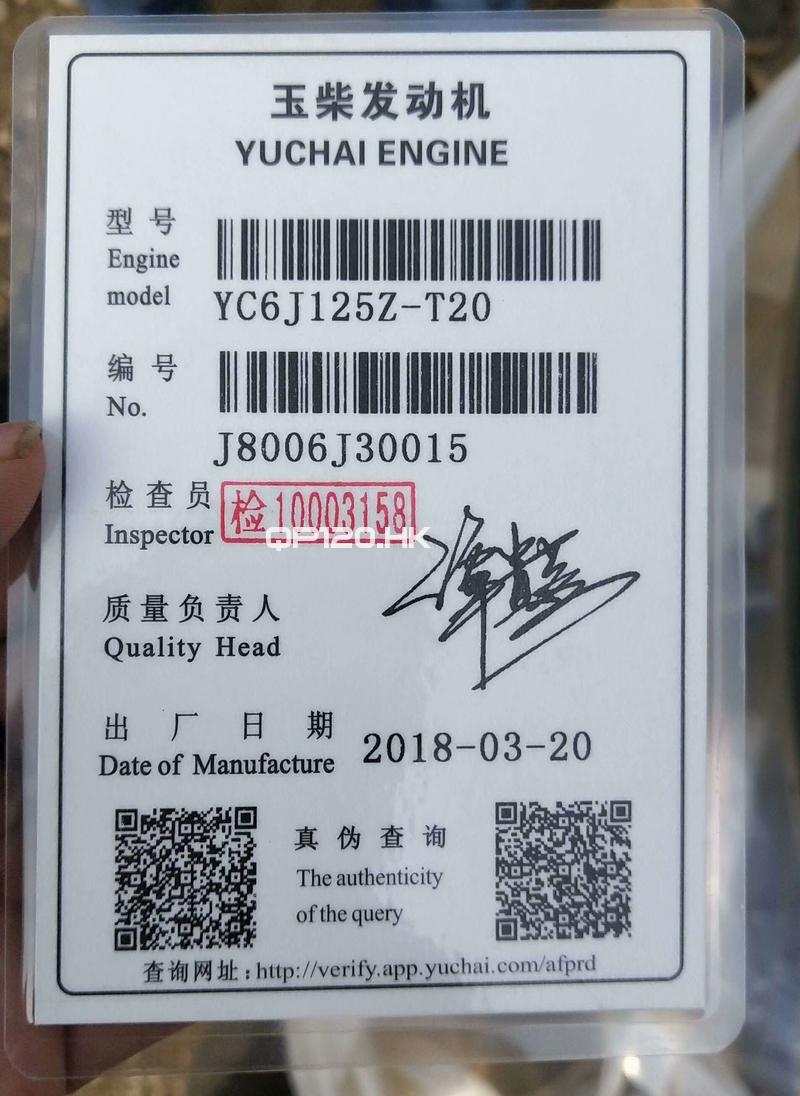 玉柴发动机
YUCHAI ENGINE
型号
Engine
model
YC6J125Z-T20
编号
No.
J8006J30015
检查员
Inspector
检10003158
QP120.HK
质量负责人
Quality Head
出厂日期
Date of Manufacture
2018-03-20
真伪查询
The authenticity
of the query
查询网址:http://verify.app.yuchai.com/afprd